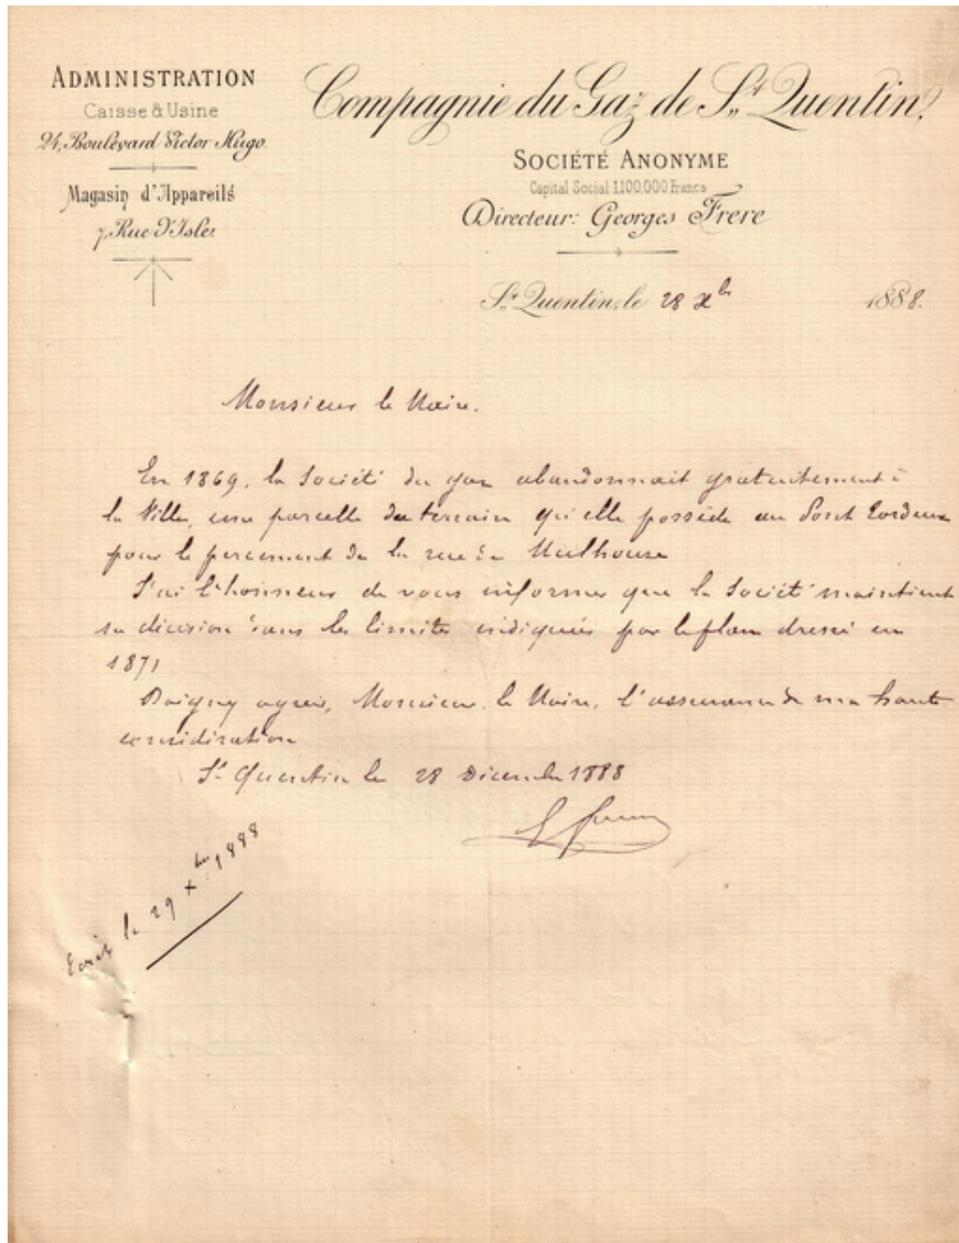 ADMINISTRATION
Caisse & Usine
24, Boulevard Victor Hugo.
Magasin d'Appareils
7, Rue d'Isle
Compagnie du Gaz de St. Quentin,
SOCIÉTÉ ANONYME
Capital Social 1.100.000 Francs
Directeur: Georges Frere
St. Quentin, le 28 Xbre 1888.
Monsieur le Maire.
En 1869, la Société du gaz abandonnait gratuitement à
la Ville, une parcelle de terrain qu'elle possède au
pour le percement de la rue de Mulhouse
J'ai l'honneur de vous informer que la Société maintient
sa décision dans les limites indiquées par le plan dressé en
1871
Daignez agréer, Monsieur le Maire, l'assurance de ma haute
considération
St Quentin le 28 Décembre 1888
Ecrit le 29 Xbre 1888